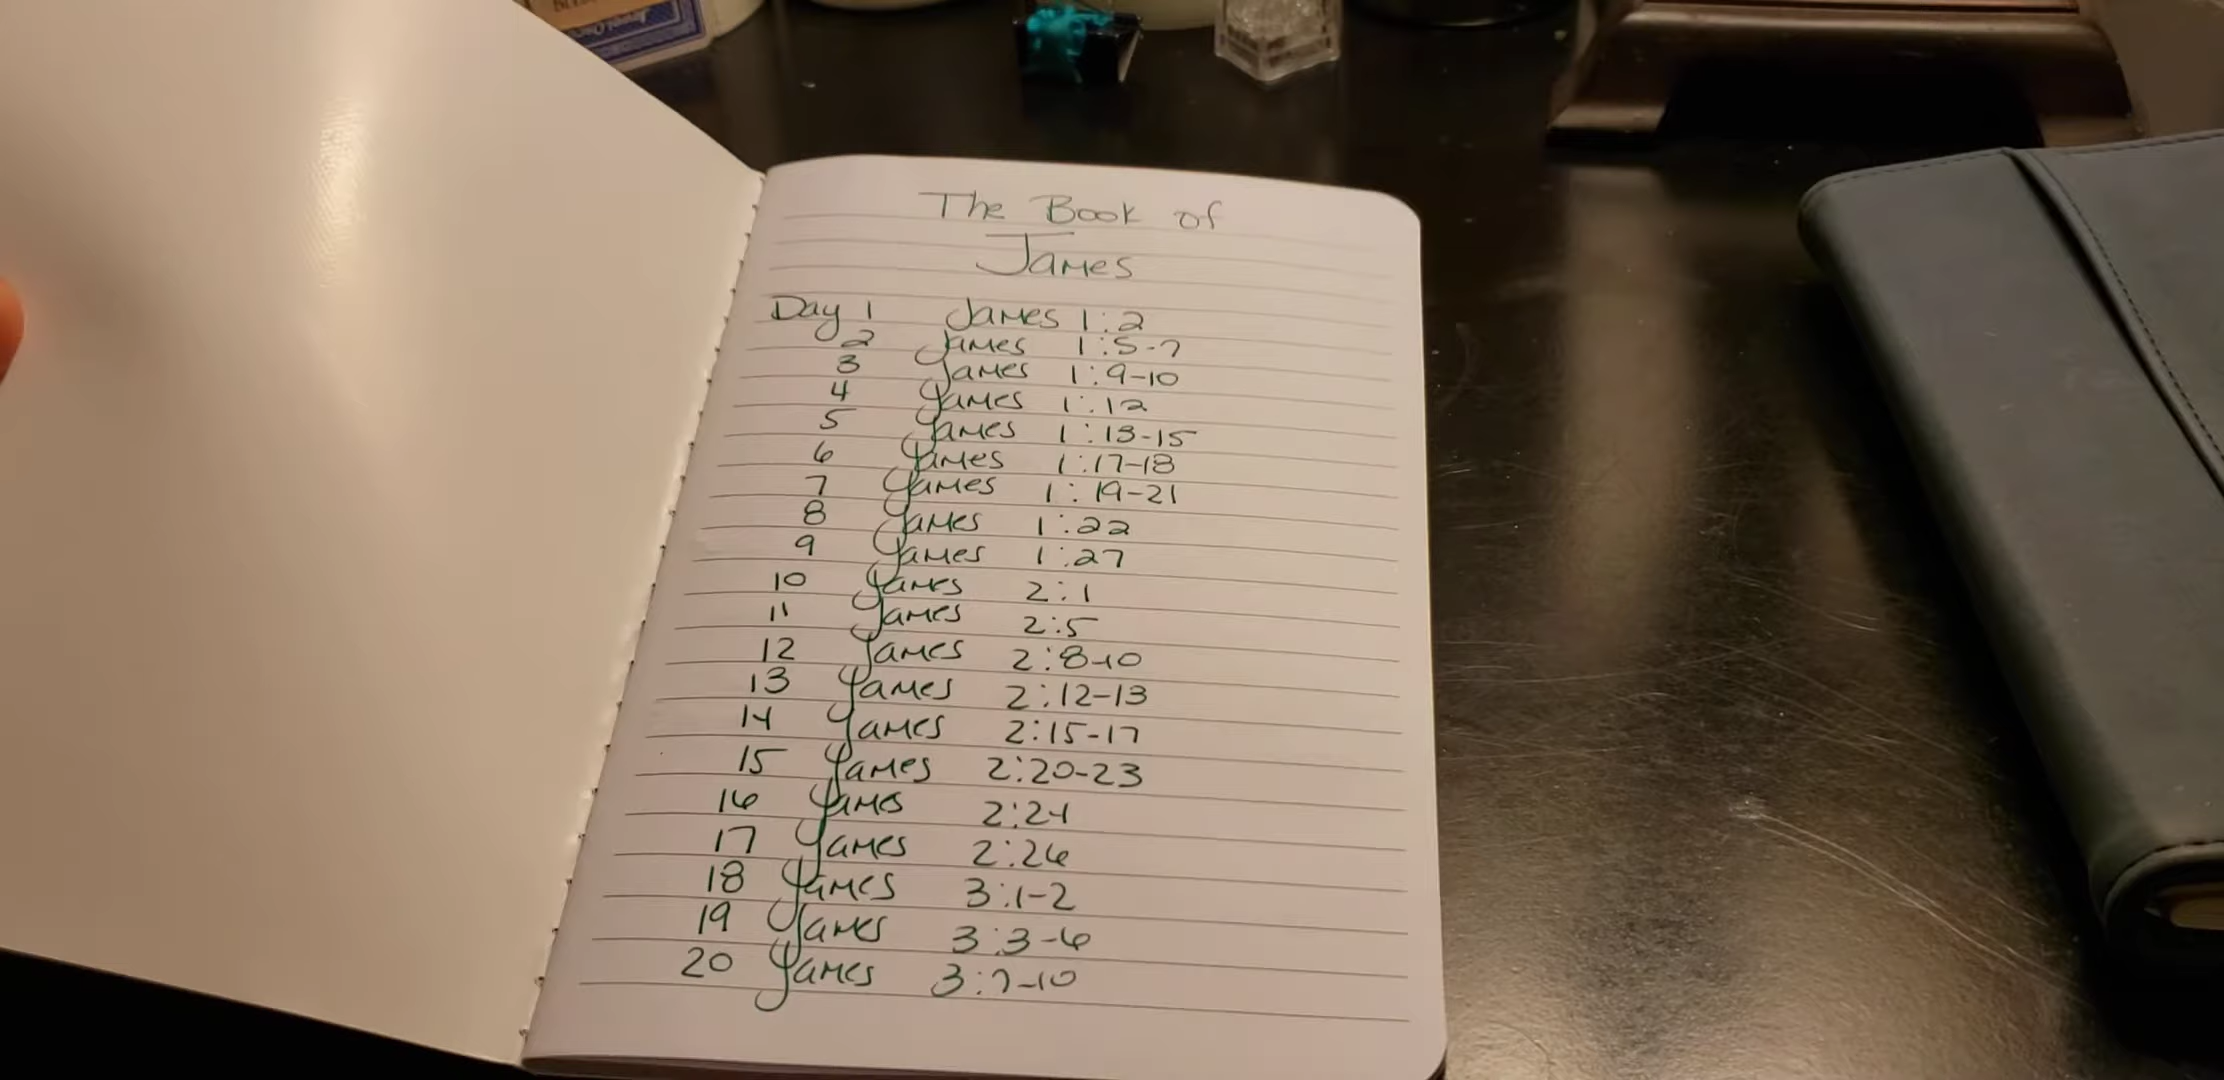 The Book of
James
Day 1 James 1:2
2 James 1:5-7
3 James 1:9-10
4 James 1:12
5 James 1:13-15
6 James 1:17-18
7 James 1:19-21
8 James 1:22
9 James 1:27
10 James 2:1
11 James 2:5
12 James 2:8-10
13 James 2:12-13
14 James 2:15-17
15 James 2:20-23
16 James 2:24
17 James 2:26
18 James 3:1-2
19 James 3:3-6
20 James 3:7-10